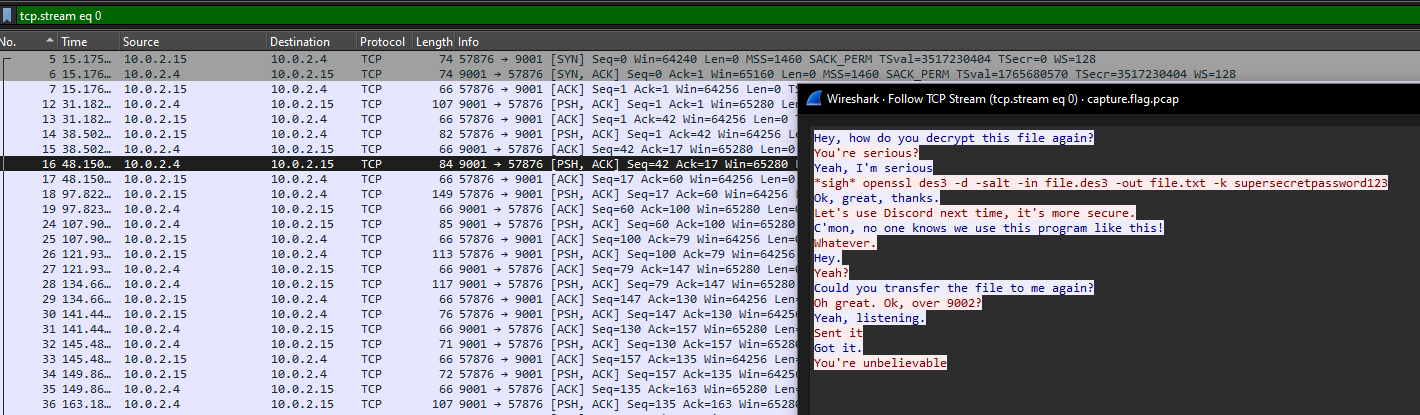 tcp.stream eq 0
No. Time Source Destination Protocol Length Info
5 15.175… 10.0.2.15 10.0.2.4 TCP 74 57876 → 9001 [SYN] Seq=0 Win=64240 Len=0 MSS=1460 SACK_PERM TSval=3517230404 TSecr=0 WS=128
6 15.176… 10.0.2.4 10.0.2.15 TCP 74 9001 → 57876 [SYN, ACK] Seq=0 Ack=1 Win=65160 Len=0 MSS=1460 SACK_PERM TSval=1765680570 TSecr=3517230404 WS=128
7 15.176… 10.0.2.15 10.0.2.4 TCP 66 57876 → 9001 [ACK] Seq=1 Ack=1 Win=64256 Len=0
12 31.182… 10.0.2.4 10.0.2.15 TCP 107 9001 → 57876 [PSH, ACK] Seq=1 Ack=1 Win=65280
13 31.182… 10.0.2.15 10.0.2.4 TCP 66 57876 → 9001 [ACK] Seq=1 Ack=42 Win=64256 Len=
14 38.502… 10.0.2.15 10.0.2.4 TCP 82 57876 → 9001 [PSH, ACK] Seq=1 Ack=42 Win=64256
15 38.502… 10.0.2.4 10.0.2.15 TCP 66 9001 → 57876 [ACK] Seq=42 Ack=17 Win=65280 Len=
16 48.150… 10.0.2.4 10.0.2.15 TCP 84 9001 → 57876 [PSH, ACK] Seq=42 Ack=17 Win=65280
17 48.150… 10.0.2.15 10.0.2.4 TCP 66 57876 → 9001 [ACK] Seq=17 Ack=60 Win=64256 Len=
18 97.822… 10.0.2.15 10.0.2.4 TCP 149 57876 → 9001 [PSH, ACK] Seq=17 Ack=60 Win=64256
19 97.823… 10.0.2.4 10.0.2.15 TCP 66 9001 → 57876 [ACK] Seq=60 Ack=100 Win=65280 Len
24 107.90… 10.0.2.4 10.0.2.15 TCP 85 9001 → 57876 [PSH, ACK] Seq=60 Ack=100 Win=6528
25 107.90… 10.0.2.15 10.0.2.4 TCP 66 57876 → 9001 [ACK] Seq=100 Ack=79 Win=64256 Len
26 121.93… 10.0.2.15 10.0.2.4 TCP 113 57876 → 9001 [PSH, ACK] Seq=100 Ack=79 Win=6425
27 121.93… 10.0.2.4 10.0.2.15 TCP 66 9001 → 57876 [ACK] Seq=79 Ack=147 Win=65280 Len
28 134.66… 10.0.2.4 10.0.2.15 TCP 117 9001 → 57876 [PSH, ACK] Seq=79 Ack=147 Win=6528
29 134.66… 10.0.2.15 10.0.2.4 TCP 66 57876 → 9001 [ACK] Seq=147 Ack=130 Win=64256
30 141.44… 10.0.2.15 10.0.2.4 TCP 76 57876 → 9001 [PSH, ACK] Seq=147 Ack=130 Win=642
31 141.44… 10.0.2.4 10.0.2.15 TCP 66 9001 → 57876 [ACK] Seq=130 Ack=157 Win=65280
32 145.48… 10.0.2.4 10.0.2.15 TCP 71 9001 → 57876 [PSH, ACK] Seq=130 Ack=157 Win=652
33 145.48… 10.0.2.15 10.0.2.4 TCP 66 57876 → 9001 [ACK] Seq=157 Ack=135 Win=64256
34 149.86… 10.0.2.15 10.0.2.4 TCP 72 57876 → 9001 [PSH, ACK] Seq=157 Ack=135 Win=642
35 149.86… 10.0.2.4 10.0.2.15 TCP 66 9001 → 57876 [ACK] Seq=135 Ack=163 Win=65280
36 163.18… 10.0.2.4 10.0.2.15 TCP 107 9001 → 57876 [PSH, ACK] Seq=135 Ack=163 Win=652
Wireshark · Follow TCP Stream (tcp.stream eq 0) · capture.flag.pcap
Hey, how do you decrypt this file again?
You're serious?
Yeah, I'm serious
*sigh* openssl des3 -d -salt -in file.des3 -out file.txt -k supersecretpassword123
Ok, great, thanks.
Let's use Discord next time, it's more secure.
C'mon, no one knows we use this program like this!
Whatever.
Hey.
Yeah?
Could you transfer the file to me again?
Oh great. Ok, over 9002?
Yeah, listening.
Sent it
Got it.
You're unbelievable